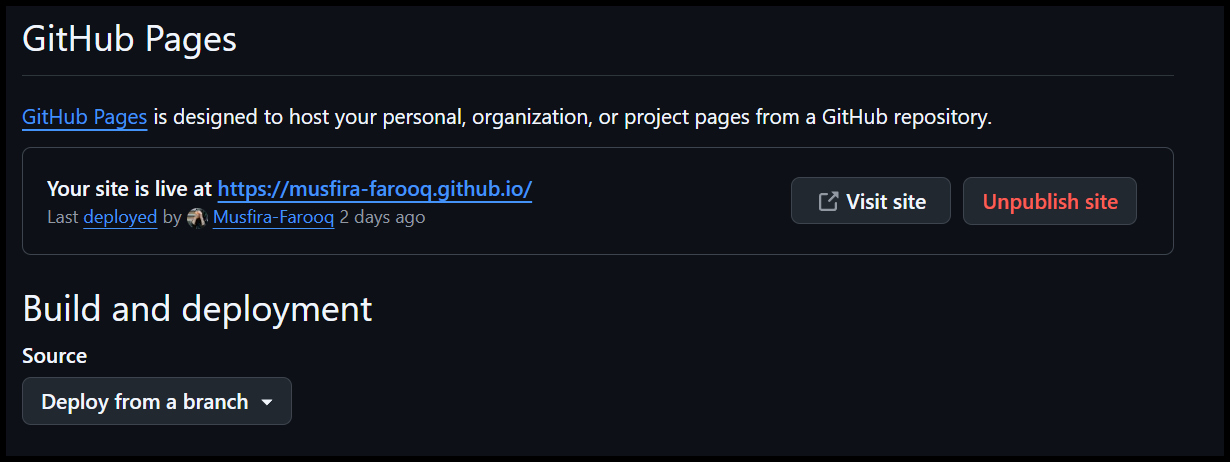 GitHub Pages
GitHub Pages is designed to host your personal, organization, or project pages from a GitHub repository.
Your site is live at https://musfira-farooq.github.io/
Last deployed by Musfira-Farooq 2 days ago
Visit site
Unpublish site
Build and deployment
Source
Deploy from a branch